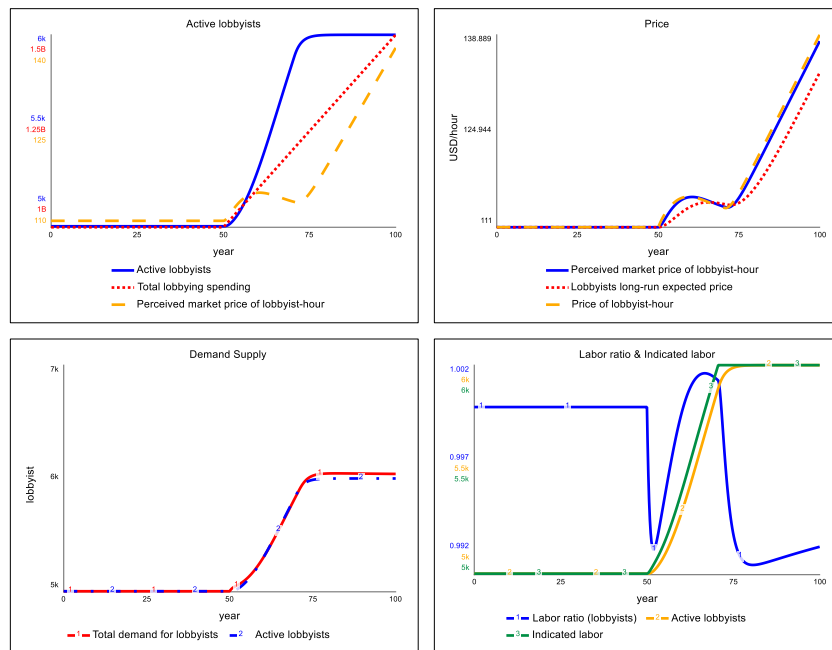 Active lobbyists
6k
1.5B
140
5.5k
1.25B
125
5k
1B
110
0 25 50 75 100
year
Active lobbyists
Total lobbying spending
Perceived market price of lobbyist-hour
Price
138.889
USD/hour
124.944
111
0 25 50 75 100
year
Perceived market price of lobbyist-hour
Lobbyists long-run expected price
Price of lobbyist-hour
Demand Supply
7k
lobbyist
6k
5k
1 2 1 2 1 2 1 2
0 25 50 75 100
year
1 Total demand for lobbyists 2 Active lobbyists
Labor ratio & Indicated labor
1.002
6k
6k
0.997
5.5k
5.5k
0.992
5k
5k
1 1 2 3 2 3 1 2 3 1 2 3
0 25 50 75 100
year
1 Labor ratio (lobbyists) 2 Active lobbyists
3 Indicated labor